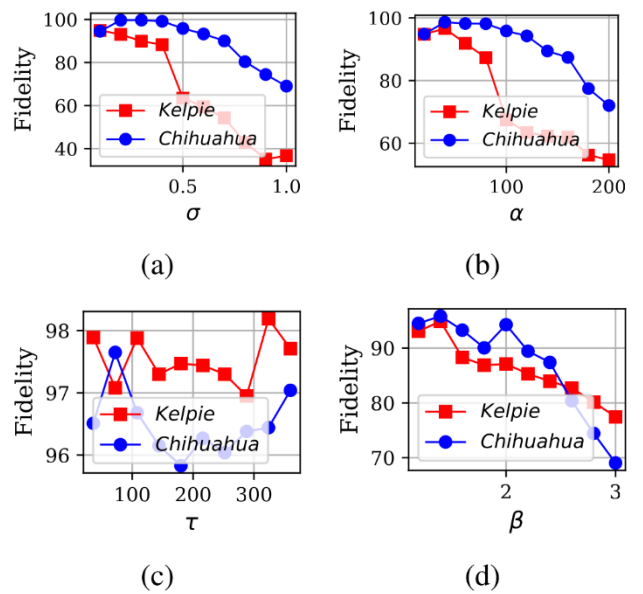 Fidelity
100
80
60
40
Kelpie
Chihuahua
0.5
1.0
σ
(a)
Fidelity
100
80
60
Kelpie
Chihuahua
100
200
α
(b)
Fidelity
98
97
96
Kelpie
Chihuahua
100
200
300
τ
(c)
Fidelity
90
80
70
Kelpie
Chihuahua
2
3
β
(d)